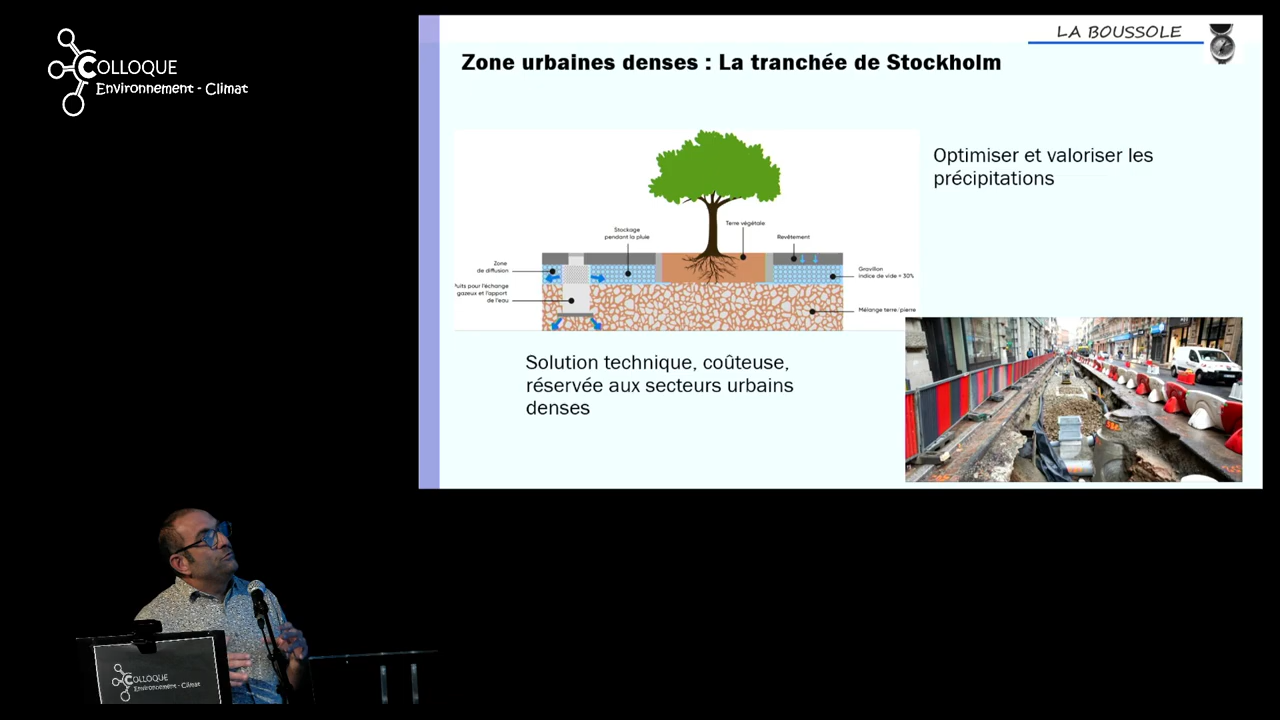 COLLOQUE
Environnement - Climat
LA BOUSSOLE
Zone urbaines denses : La tranchée de Stockholm
Optimiser et valoriser les
précipitations
Terre végétale
Stockage
pendant la pluie
Revêtement
Zone
de diffusion
Gravillon
indice de vide ≈ 30%
Puits pour l'échange
gazeux et l'apport
de l'eau
Mélange terre/pierre
Solution technique, coûteuse,
réservée aux secteurs urbains
denses
COLLOQUE
Environnement - Climat